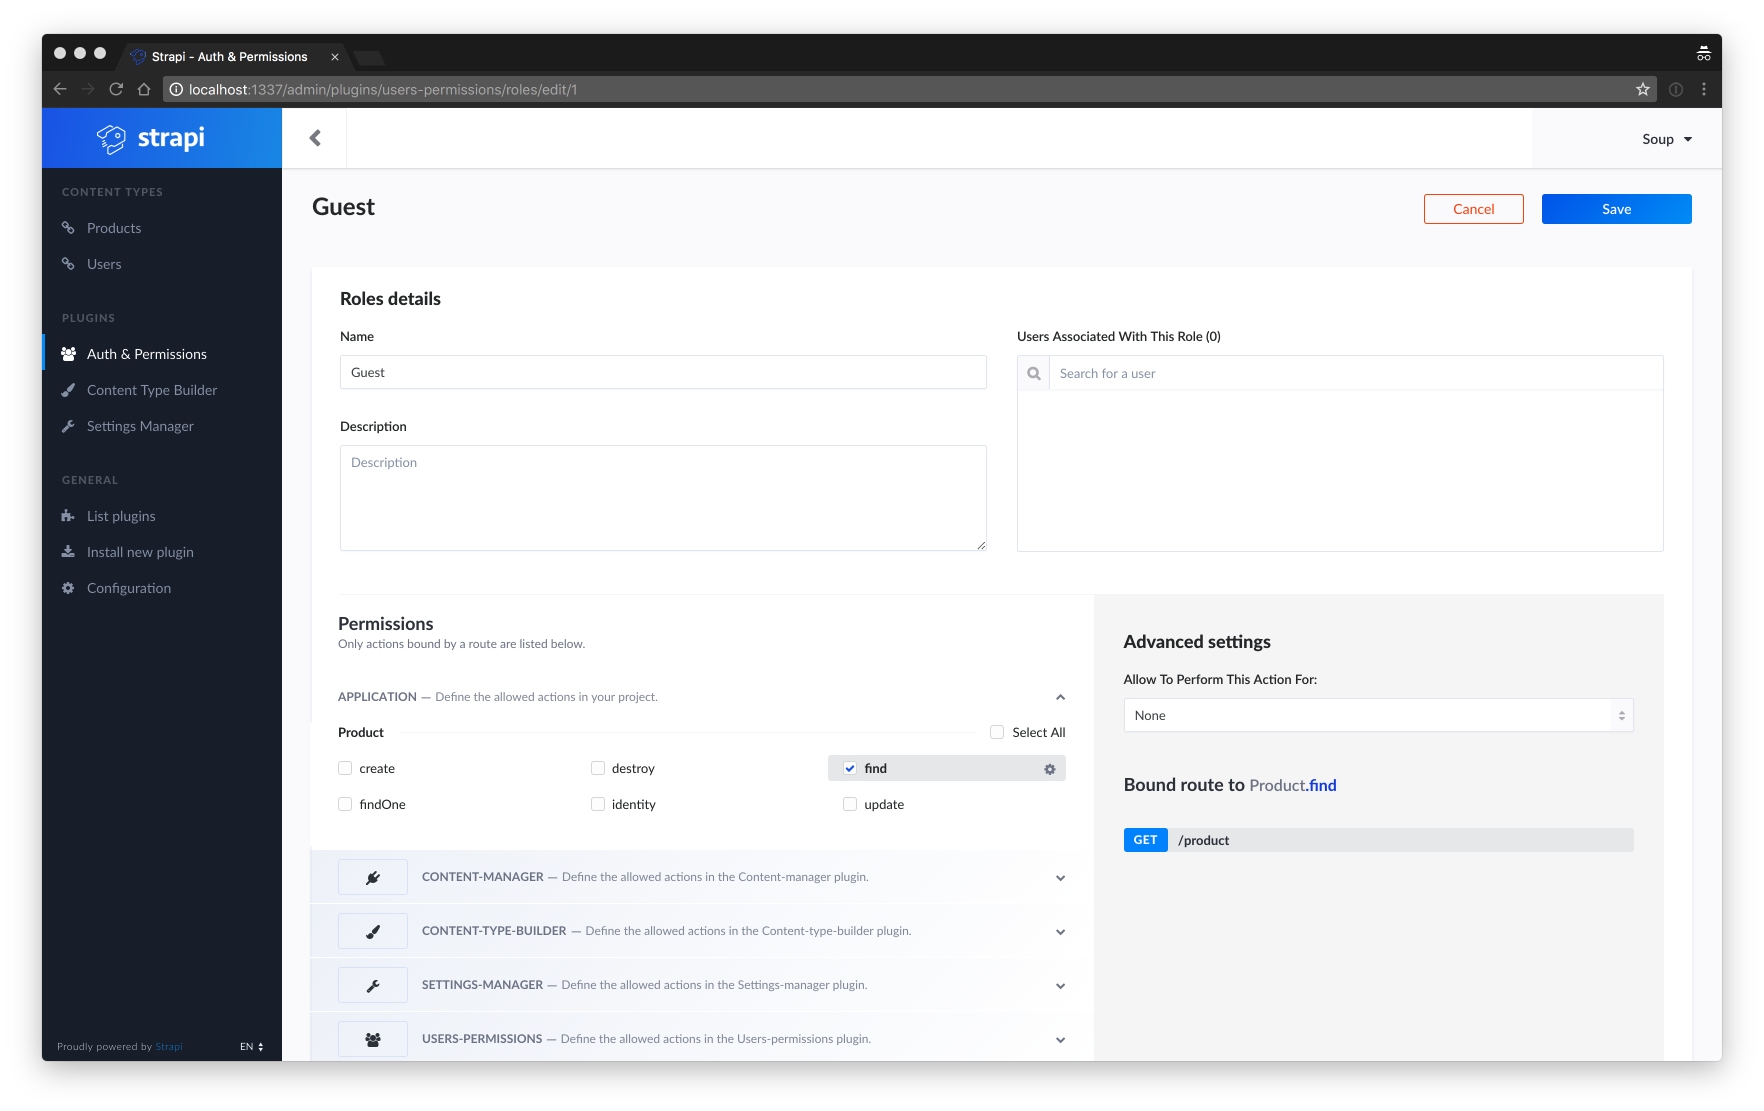 Strapi - Auth & Permissions
localhost:1337/admin/plugins/users-permissions/roles/edit/1
strapi
Soup
CONTENT TYPES
Products
Users
PLUGINS
Auth & Permissions
Content Type Builder
Settings Manager
GENERAL
List plugins
Install new plugin
Configuration
Proudly powered by Strapi
EN
Guest
Cancel
Save
Roles details
Name
Guest
Description
Description
Users Associated With This Role (0)
Search for a user
Permissions
Only actions bound by a route are listed below.
APPLICATION — Define the allowed actions in your project.
Product
Select All
create
destroy
find
findOne
identity
update
CONTENT-MANAGER — Define the allowed actions in the Content-manager plugin.
CONTENT-TYPE-BUILDER — Define the allowed actions in the Content-type-builder plugin.
SETTINGS-MANAGER — Define the allowed actions in the Settings-manager plugin.
USERS-PERMISSIONS — Define the allowed actions in the Users-permissions plugin.
Advanced settings
Allow To Perform This Action For:
None
Bound route to Product.find
GET /product